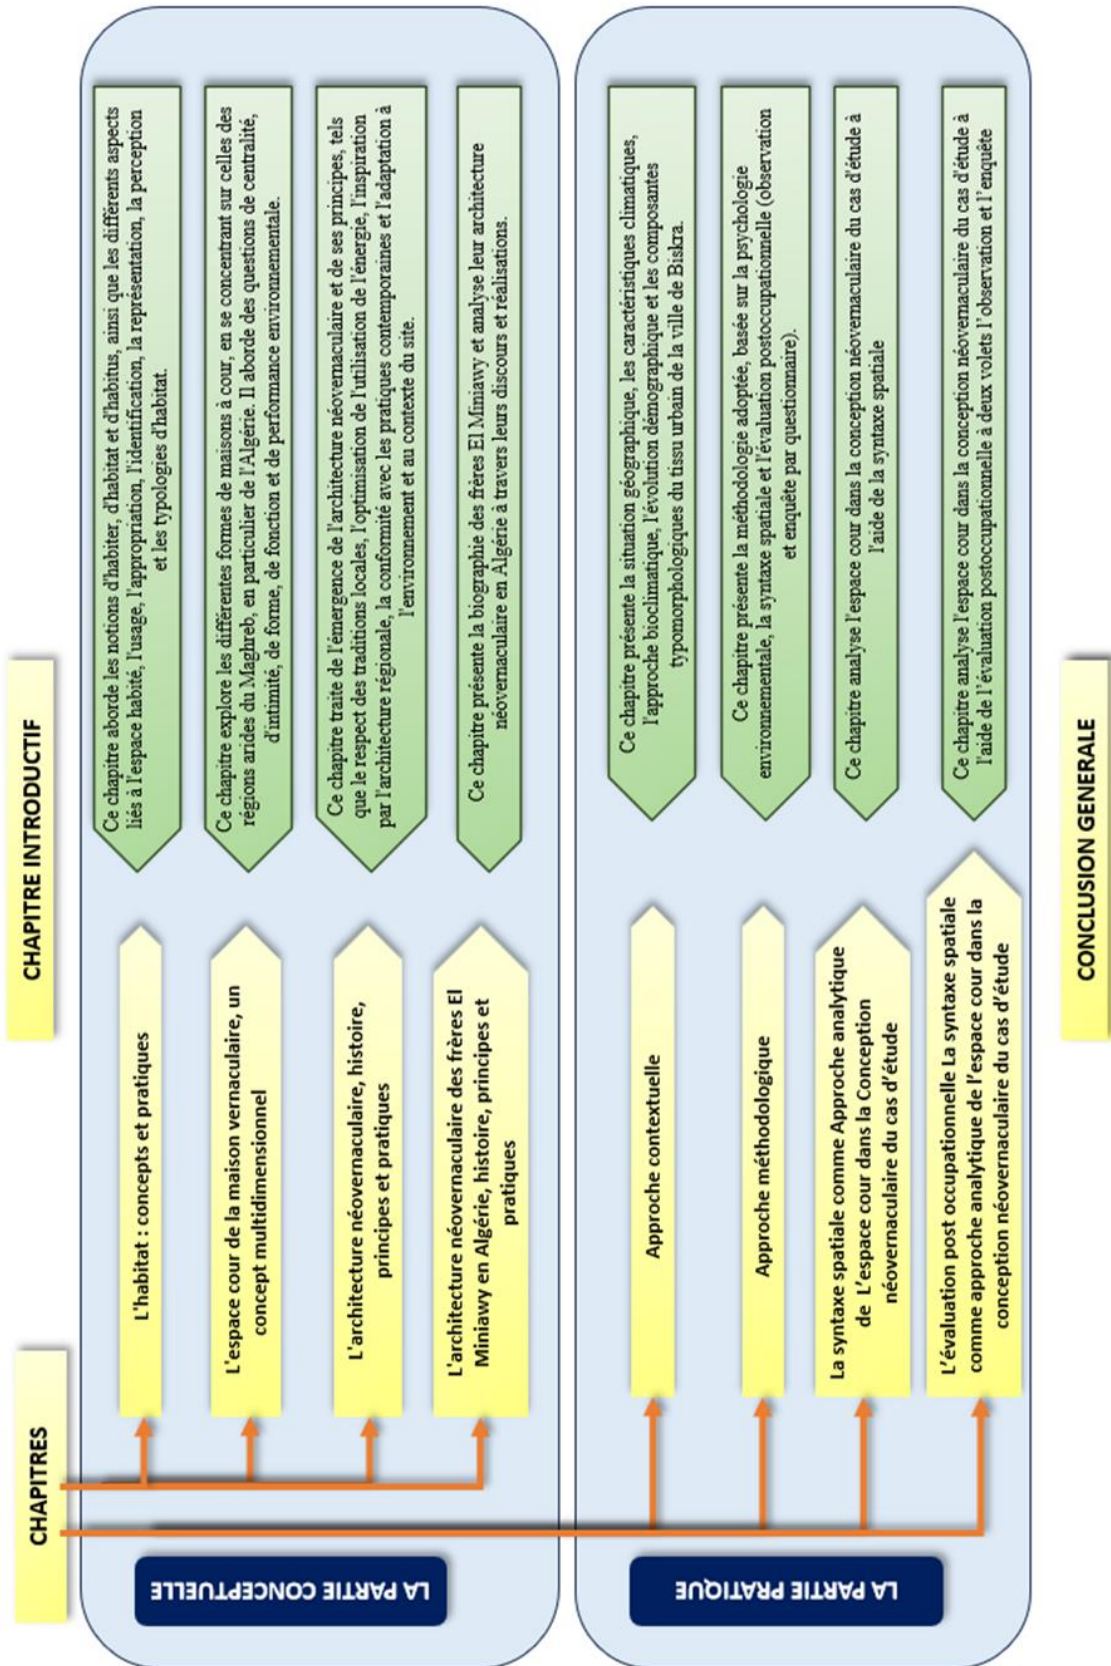 CHAPITRE INTRODUCTIF
CHAPITRES
LA PARTIE CONCEPTUELLE
L'habitat : concepts et pratiques
Ce chapitre aborde les notions d'habiter, d'habitat et d'habitus, ainsi que les différents aspects
liés à l'espace habité, l'usage, l'appropriation, l'identification, la représentation, la perception
et les typologies d'habitat.
L'espace cour de la maison vernaculaire, un
concept multidimensionnel
Ce chapitre explore les différentes formes de maisons à cour, en se concentrant sur celles des
régions arides du Maghreb, en particulier de l'Algérie. Il aborde des questions de centralité,
d'intimité, de forme, de fonction et de performance environnementale.
L'architecture néovernaculaire, histoire,
principes et pratiques
Ce chapitre traite de l'émergence de l'architecture néovernaculaire et de ses principes, tels
que le respect des traditions locales, l'optimisation de l'utilisation de l'énergie, l'inspiration
par l'architecture régionale, la conformité avec les pratiques contemporaines et l'adaptation à
l'environnement et au contexte du site.
L'architecture néovernaculaire des frères El
Miniawy en Algérie, histoire, principes et
pratiques
Ce chapitre présente la biographie des frères El Miniawy et analyse leur architecture
néovernaculaire en Algérie à travers leurs discours et réalisations.
LA PARTIE PRATIQUE
Approche contextuelle
Ce chapitre présente la situation géographique, les caractéristiques climatiques,
l'approche bioclimatique, l'évolution démographique et les composantes
typomorphologiques du tissu urbain de la ville de Biskra.
Approche méthodologique
Ce chapitre présente la méthodologie adoptée, basée sur la psychologie
environnementale, la syntaxe spatiale et l'évaluation postoccupationnelle (observation
et enquête par questionnaire).
La syntaxe spatiale comme Approche analytique
de L'espace cour dans la Conception
néovernaculaire du cas d'étude
Ce chapitre analyse l'espace cour dans la conception néovernaculaire du cas d'étude à
l'aide de la syntaxe spatiale
L'évaluation post occupationnelle La syntaxe spatiale
comme approche analytique de l'espace cour dans la
conception néovernaculaire du cas d'étude
Ce chapitre analyse l'espace cour dans la conception néovernaculaire du cas d'étude à
l'aide de l'évaluation postoccupationnelle à deux volets l'observation et l'enquête
CONCLUSION GENERALE